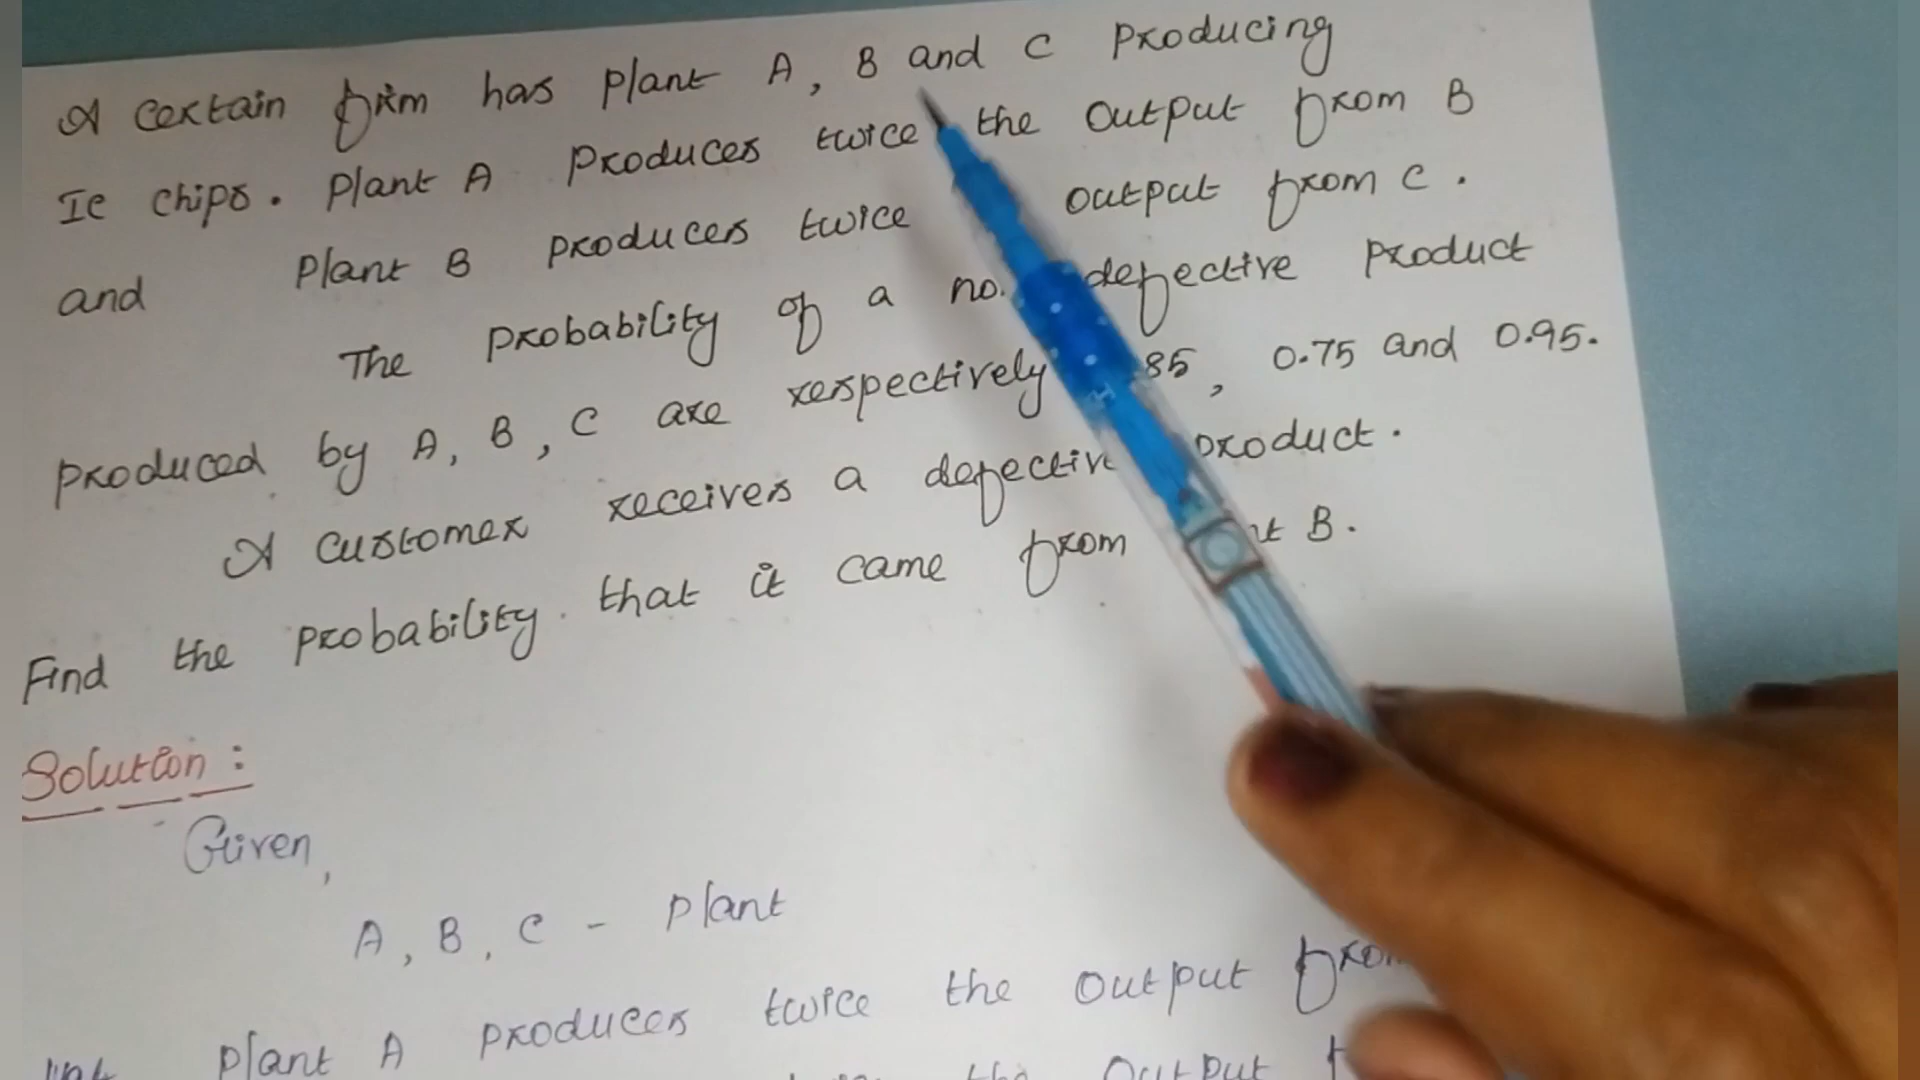 A certain firm has plant A, B and C producing
Ic chips. plant A produces twice the output from B
and plant B produces twice output from C.
The probability of a defective product
produced by A, B, C are respectively 85, 0.75 and 0.95.
A customer receives a defective product.
Find the probability that it came from B.
Solution:
Given,
A, B, C - plant
plant A produces twice the output
the output